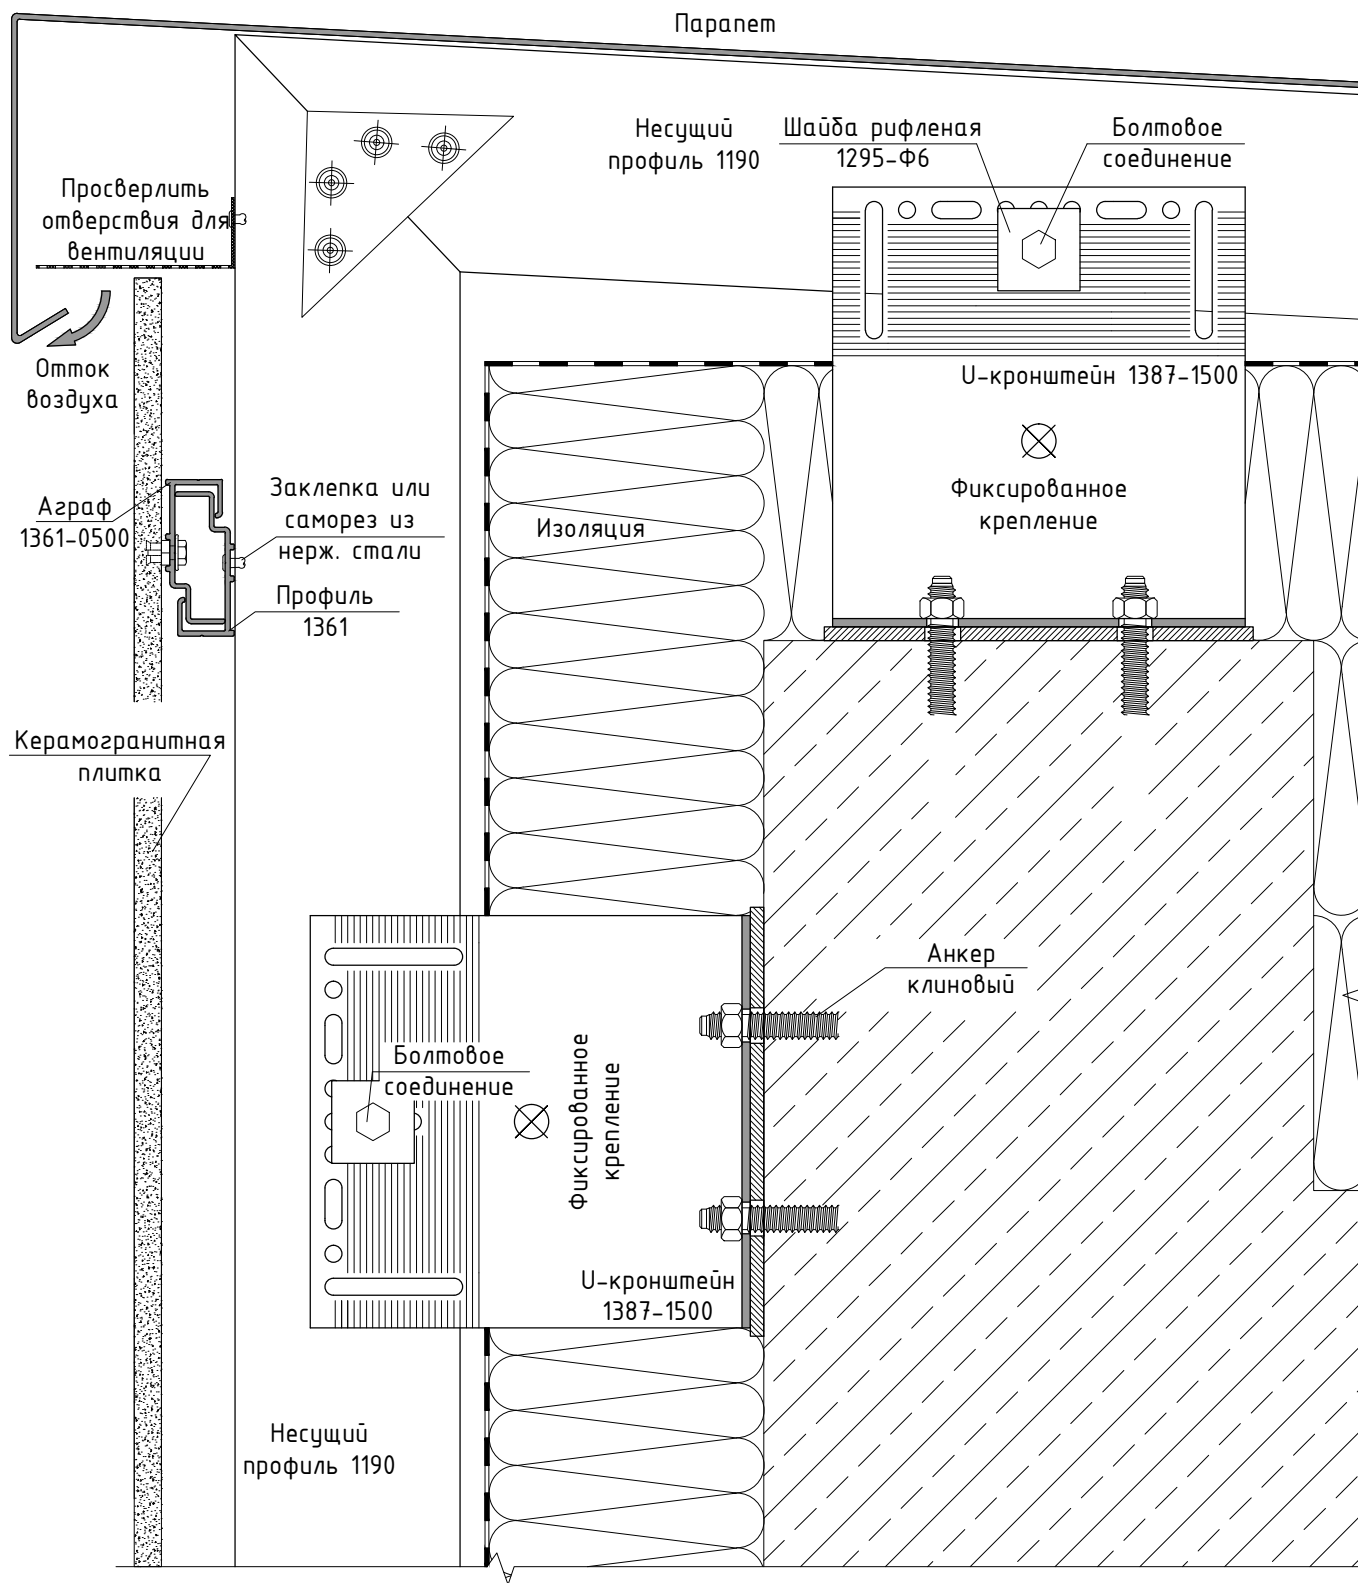 Парапет
Несущий
профиль 1190
Шайба рифленая
1295-Ф6
Болтовое
соединение
Просверлить
отверствия для
вентиляции
Отток
воздуха
U-кронштейн 1387-1500
Фиксированное
крепление
Аграф
1361-0500
Заклепка или
саморез из
нерж. стали
Изоляция
Профиль
1361
Керамогранитная
плитка
Анкер
клиновый
Болтовое
соединение
Фиксированное
крепление
U-кронштейн
1387-1500
Несущий
профиль 1190